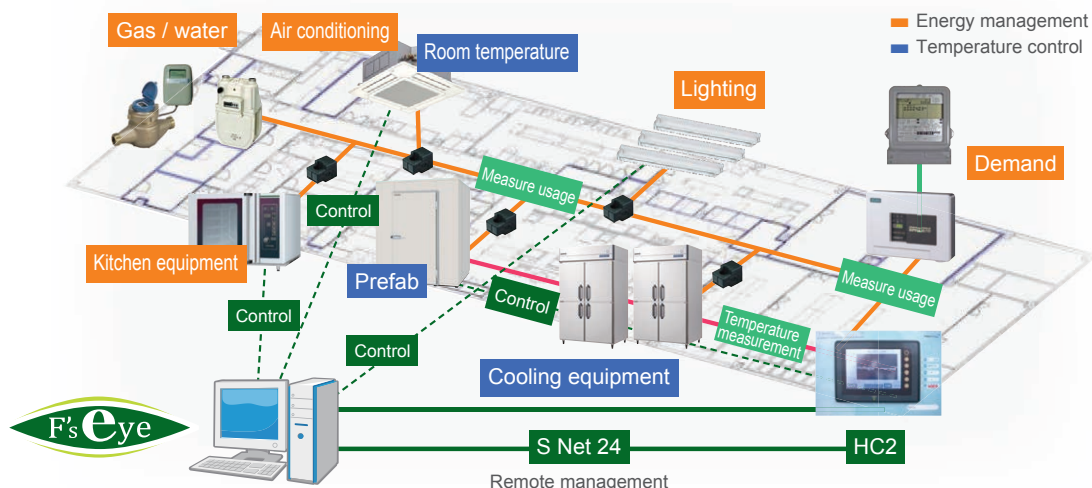 Gas / water
Air conditioning
Room temperature
Energy management
Temperature control
Lighting
Demand
Measure usage
Control
Kitchen equipment
Prefab
Control
Measure usage
Control
Control
Temperature
measurement
Cooling equipment
F's eye
S Net 24
HC2
Remote management